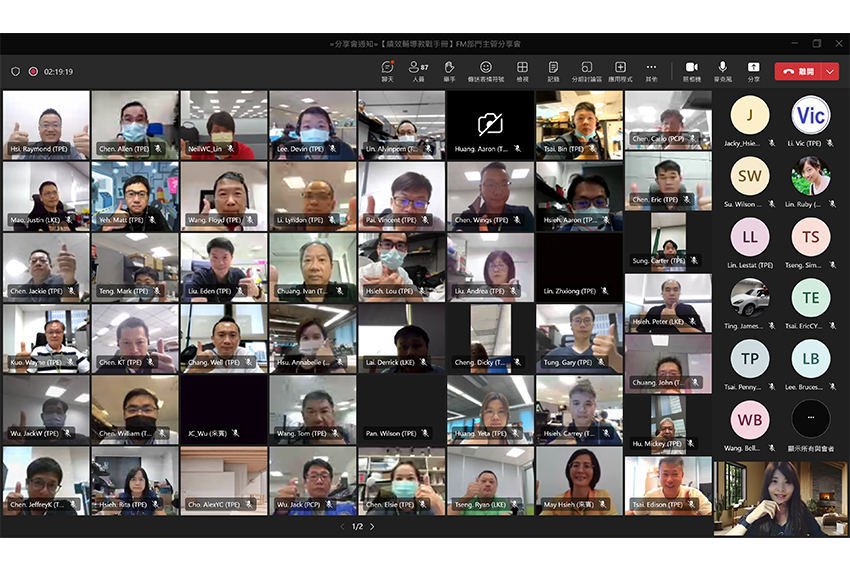 »分享會通知»【績效輔導教戰手冊】FM部門主管分享會
02:19:19
聊天
87
人員
舉手
傳送表情符號
檢視
記錄
分組討論區
應用程式
其他
照相機
麥克風
分享
離開
Hsi, Raymond (TPE)
Chen, Allen (TPE)
NeilWC_Lin
Lee, Devin (TPE)
Lin, Alvinpom (T...
Huang, Aaron (T...
Tsai, Bin (TPE)
Chen, Carlo (PCP)
Mao, Justin (LKE)
Yeh, Matt (TPE)
Wang, Floyd (TPE)
Li, Lyndon (TPE)
Pai, Vincent (TPE)
Chen, Wings (TPE)
Hsieh, Aaron (TP...
Chen, Eric (TPE)
Chen, Jackie (TPE)
Teng, Mark (TPE)
Liu, Eden (TPE)
Chuang, Ivan (T...
Hsieh, Lou (TPE)
Liu, Andrea (TPE)
Lin, Zhxiong (TPE)
Sung, Carter (TPE)
Kuo, Wayne (TPE)
Chen, KT (TPE)
Chang, Well (TPE)
Hsu, Annabelle (...
Lai, Derrick (LKE)
Cheng, Dicky (T...
Tung, Gary (TPE)
Hsieh, Peter (LKE)
Chuang, John (T...
Wu, JackW (TPE)
Chen, William (T...
JC_Wu (來賓)
Wang, Tom (TPE)
Pan, Wilson (TPE)
Huang, Yeta (TPE)
Hsieh, Carrey (T...
Hu, Mickey (TPE)
Chen, JeffreyK (T...
Hsieh, Rita (TPE)
Cho, AlexYC (TPE)
Wu, Jack (PCP)
Chen, Elsie (TPE)
Tseng, Ryan (LKE)
May Hsieh (來賓)
Tsai, Edison (TPE)
J
Jacky_Hsie...
Vic
Li, Vic (TPE)
SW
Su, Wilson ...
Lin, Ruby (...
LL
Lin, Lestat (TPE)
TS
Tseng, Sim...
Ting, James...
TE
Tsai, EricCY...
TP
Tsai, Penny...
LB
Lee, Bruces...
WB
Wang, Bell...
...
顯示所有與會者
1/2